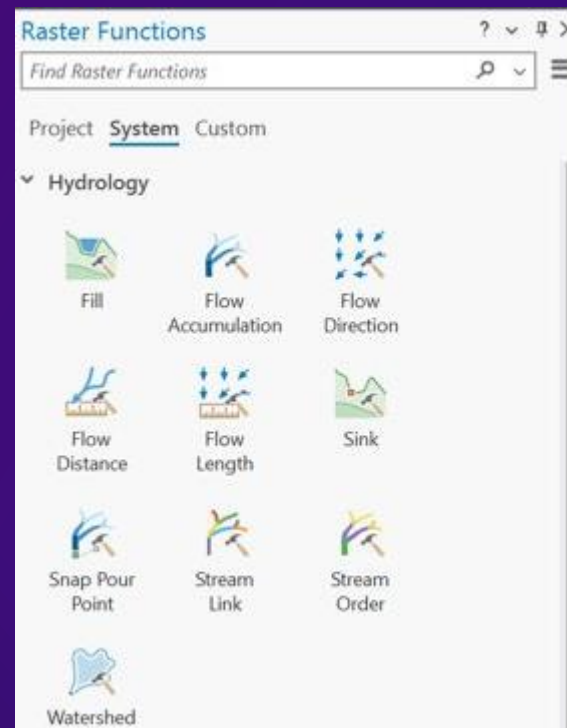 Raster Functions ?
Find Raster Functions
Project System Custom
Hydrology
Fill
Flow Accumulation
Flow Direction
Flow Distance
Flow Length
Sink
Snap Pour Point
Stream Link
Stream Order
Watershed